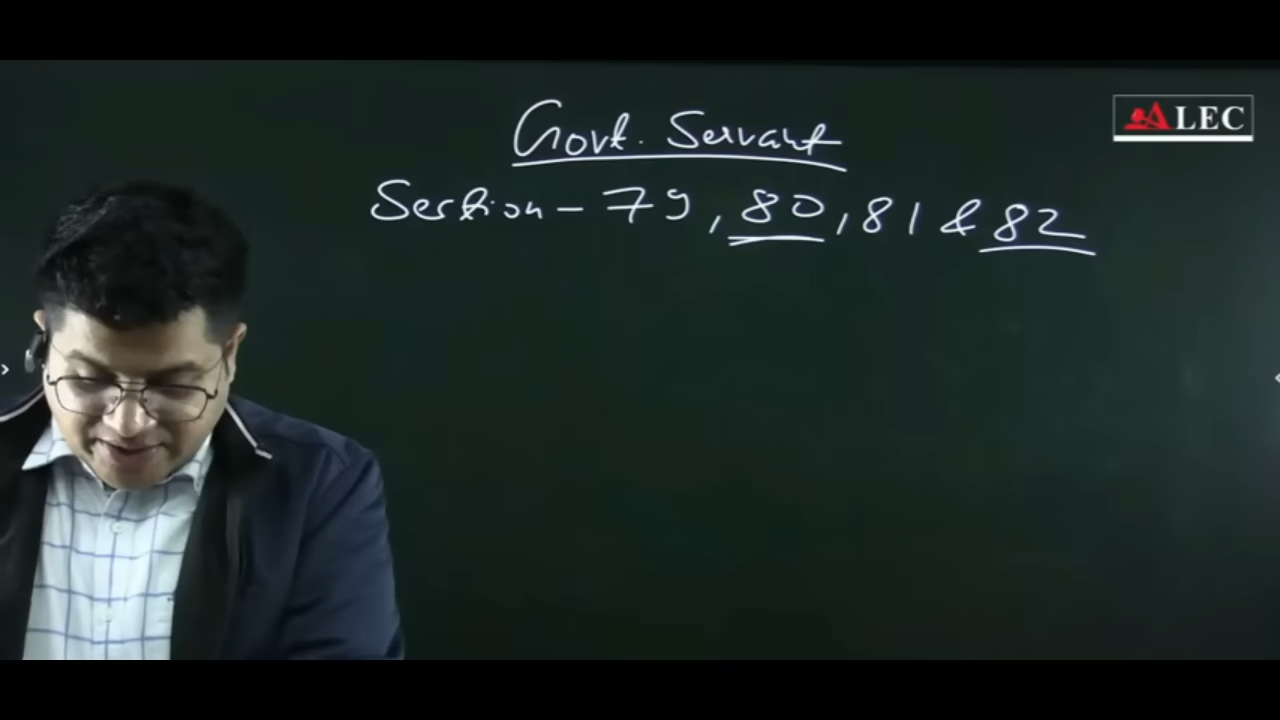 ALEC
Govt. Servant
Section - 79, 80, 81 & 82